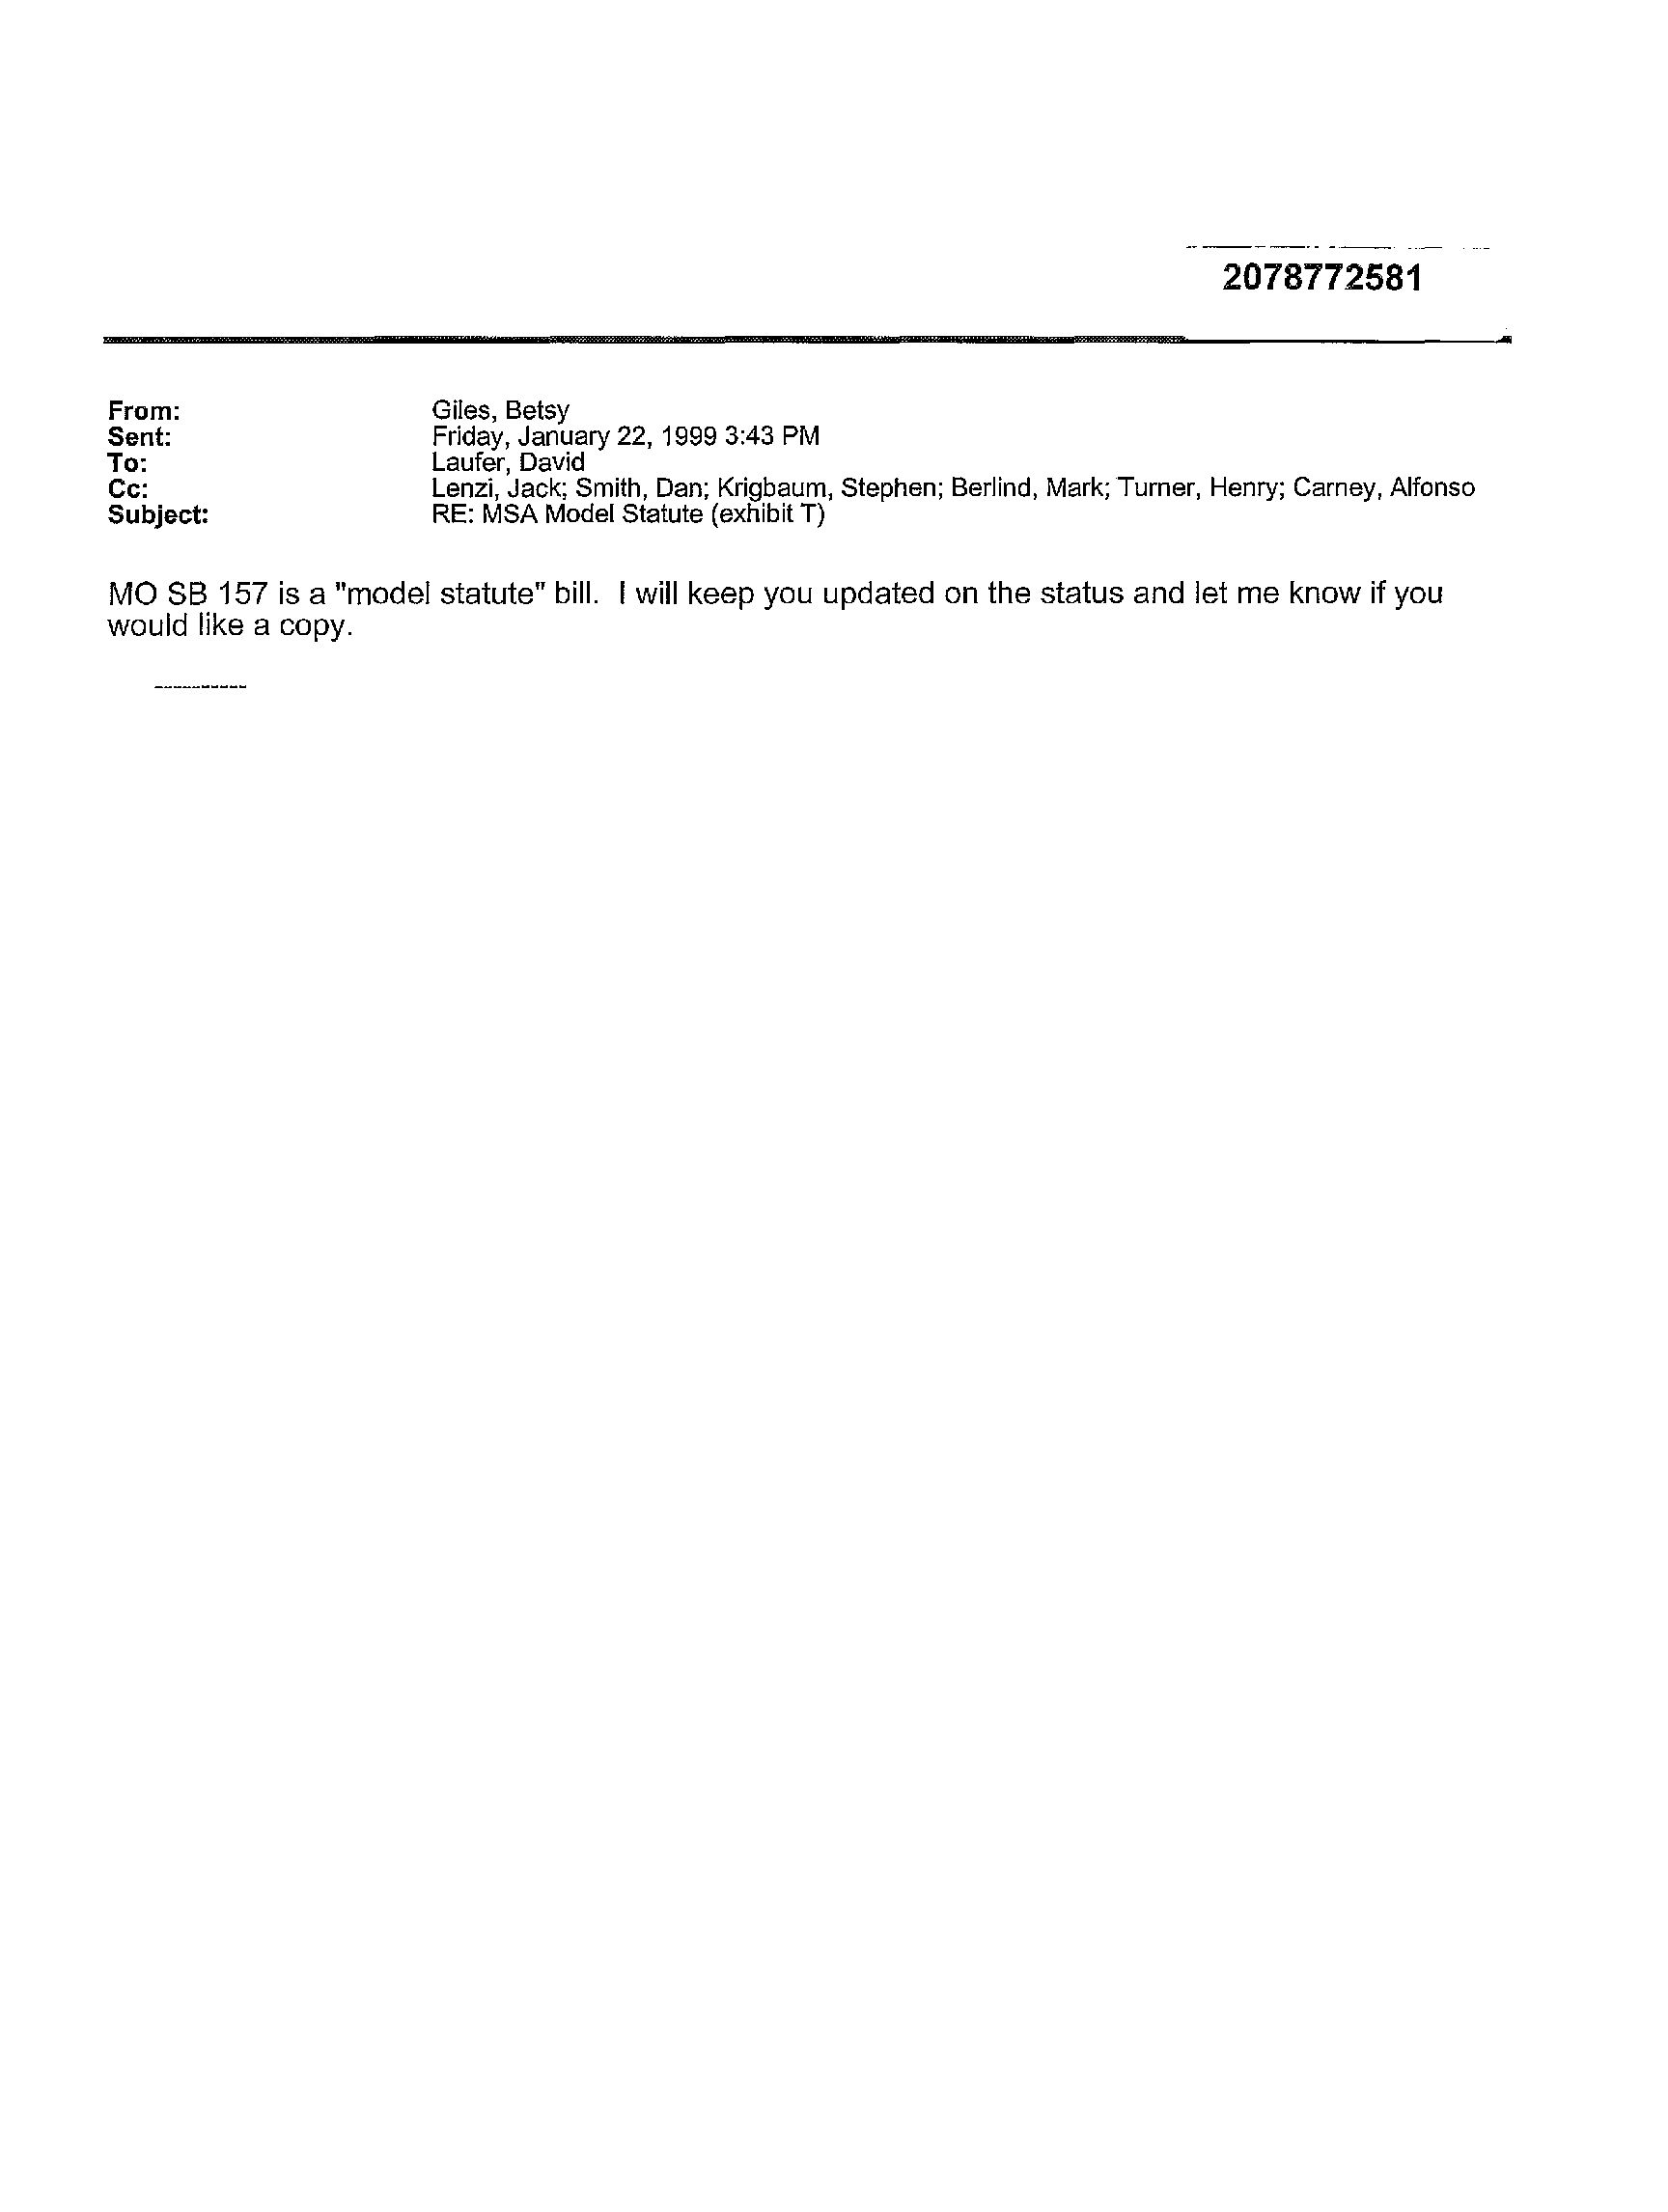 2078772581
From: Giles, Betsy
Sent: Friday, January 22, 1999 3:43 PM
To: Laufer, David
Cc: Lenzi, Jack; Smith, Dan; Krigbaum, Stephen; Berlind, Mark; Turner, Henry; Carney, Alfonso
Subject: RE: MSA Model Statute (exhibit T)
MO SB 157 is a "model statute" bill.  I will keep you updated on the status and let me know if you
would like a copy.
----------